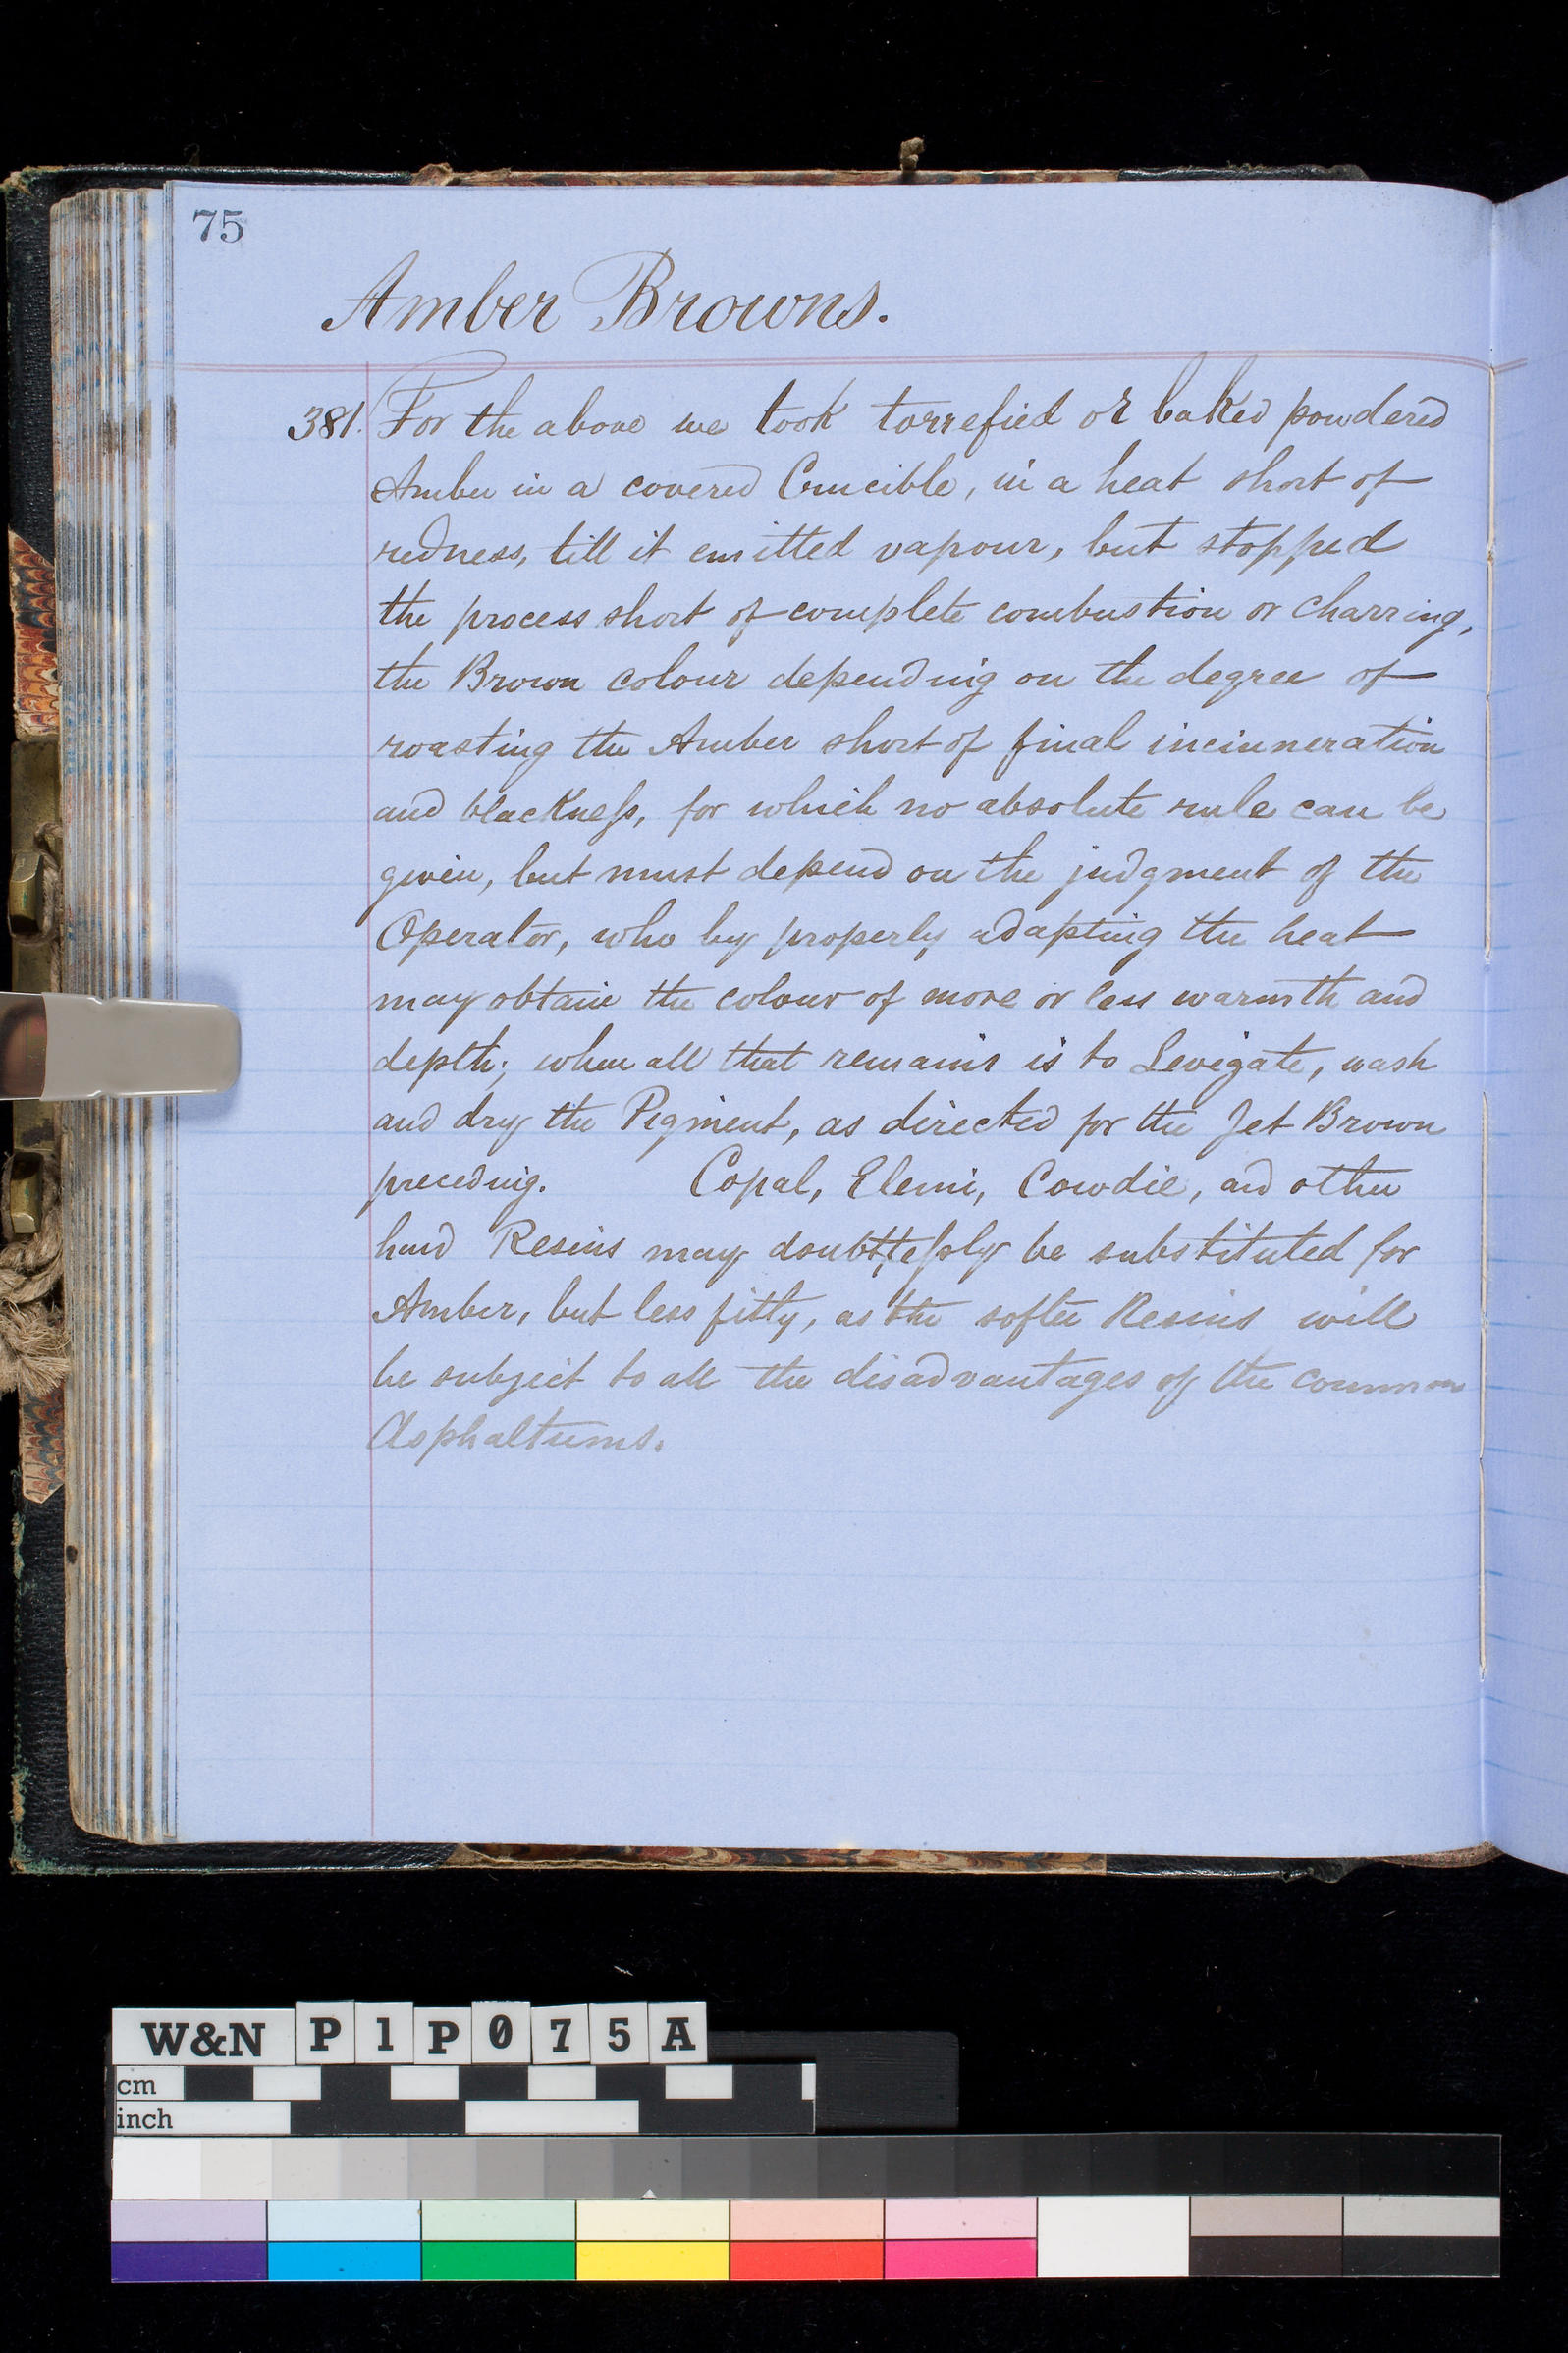 75
Amber Browns.
381. For the above we took torrefied or baked powdered
Amber in a covered Crucible, in a heat short of
redness, till it emitted vapour, but stopped
the process short of complete combustion or charring,
the Brown colour depending on the degree of
roasting the Amber short of final incinneration
and blackneſs, for which no absolute rule can be
given, but must depend on the judgment of the
Operator, who by properly adapting the heat
may obtain the colour of more or less warmth and
depth; when all that remains is to Levigate, wash
and dry the Pigment, as directed for the Jet Brown
preceding. Copal, Elemi, Cowdie, and other
hard Resins may doubtleſsly be substituted for
Amber, but less fitly, as the softer Resins will
be subject to all the disadvantages of the common
Asphaltums.
W&N P1P075A
cm
inch